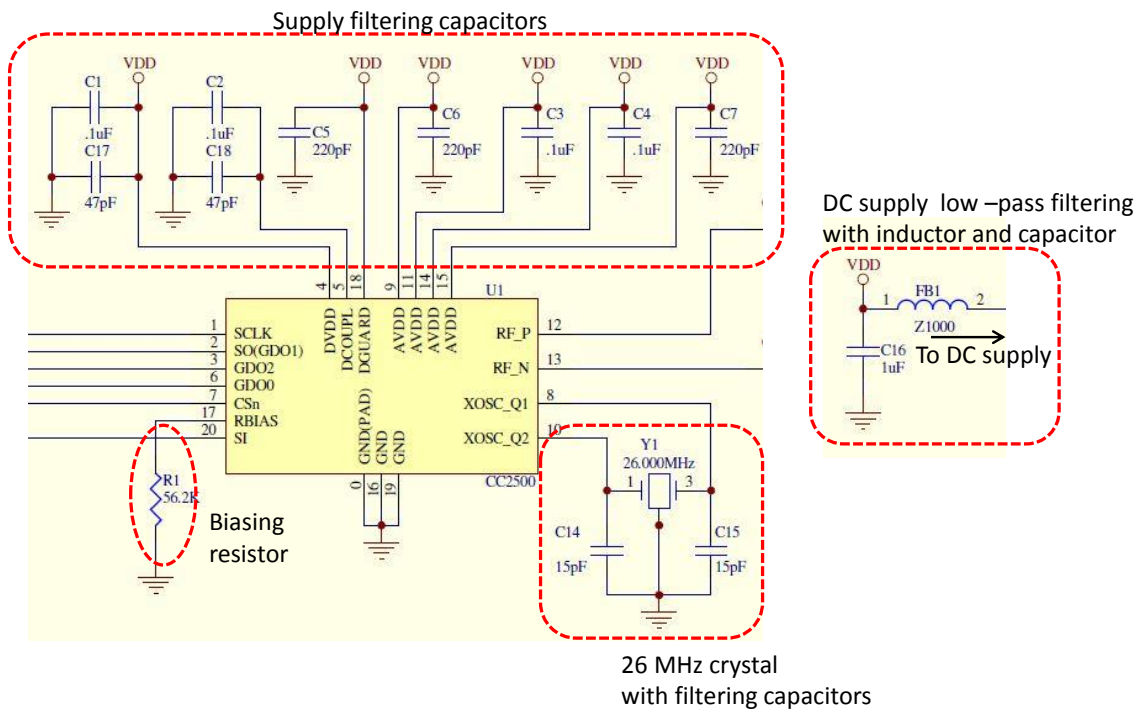 Supply filtering capacitors
VDD VDD VDD VDD VDD VDD
C1 C2
.1uF .1uF
C17 C18
47pF 47pF
C5
220pF
C6
220pF
C3
.1uF
C4
.1uF
C7
220pF
DC supply low –pass filtering
with inductor and capacitor
VDD
1 FB1 2
Z1000
C16
1uF
To DC supply
4 5 18 9 11 14 15
U1
DVDD DCOUPL DGUARD AVDD AVDD AVDD AVDD
1 SCLK
2 SO(GDO1)
3 GDO2
6 GDO0
7 CSn
17 RBIAS
20 SI
RF_P 12
RF_N 13
XOSC_Q1 8
XOSC_Q2 10
GND(PAD) GND GND
0 16 19
CC2500
R1
56.2K
Biasing
resistor
Y1
26.000MHz
1 3
C14
15pF
C15
15pF
26 MHz crystal
with filtering capacitors